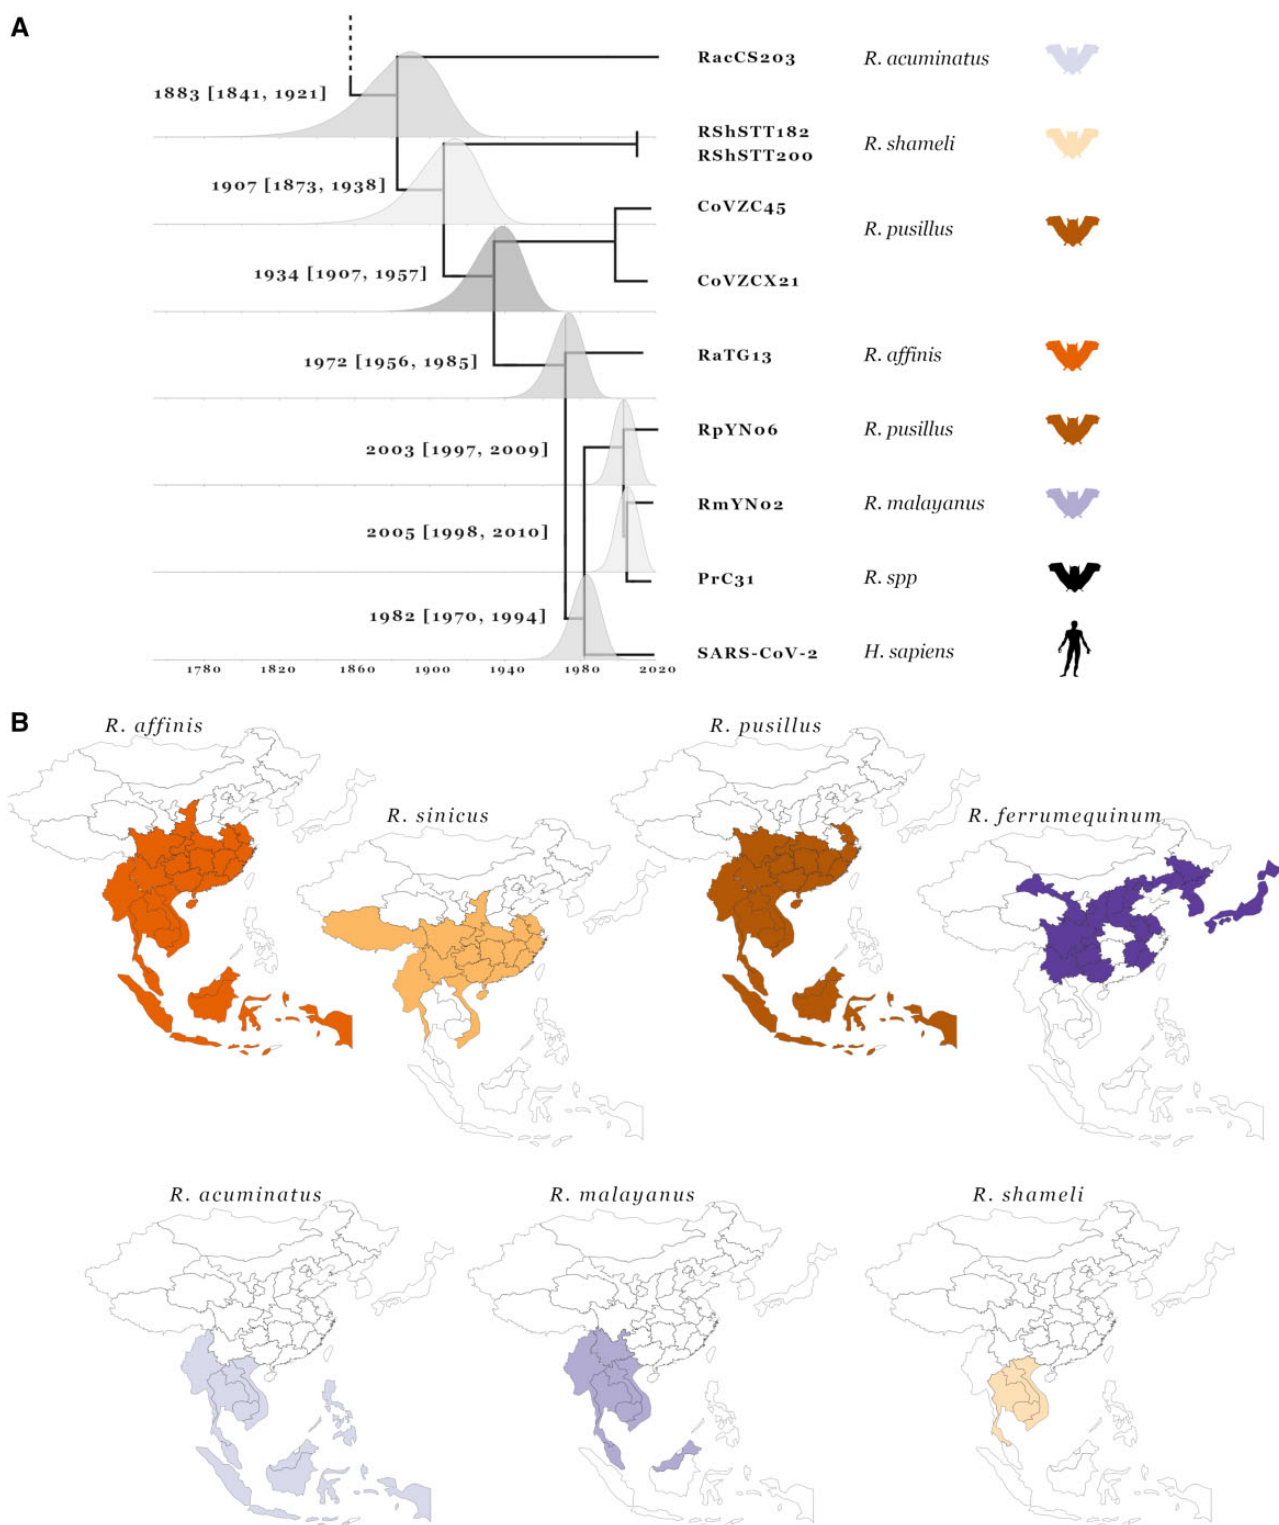 A
RacCS203 R. acuminatus
1883 [1841, 1921]
RShSTT182
RShSTT200 R. shameli
1907 [1873, 1938]
CoVZC45
R. pusillus
1934 [1907, 1957] CoVZCX21
1972 [1956, 1985] RaTG13 R. affinis
2003 [1997, 2009] RpYN06 R. pusillus
RmYN02 R. malayanus
2005 [1998, 2010]
PrC31 R. spp
1982 [1970, 1994]
SARS-CoV-2 H. sapiens
1780 1820 1860 1900 1940 1980 2020
B
R. affinis R. pusillus
R. sinicus R. ferrumequinum
R. acuminatus R. malayanus R. shameli